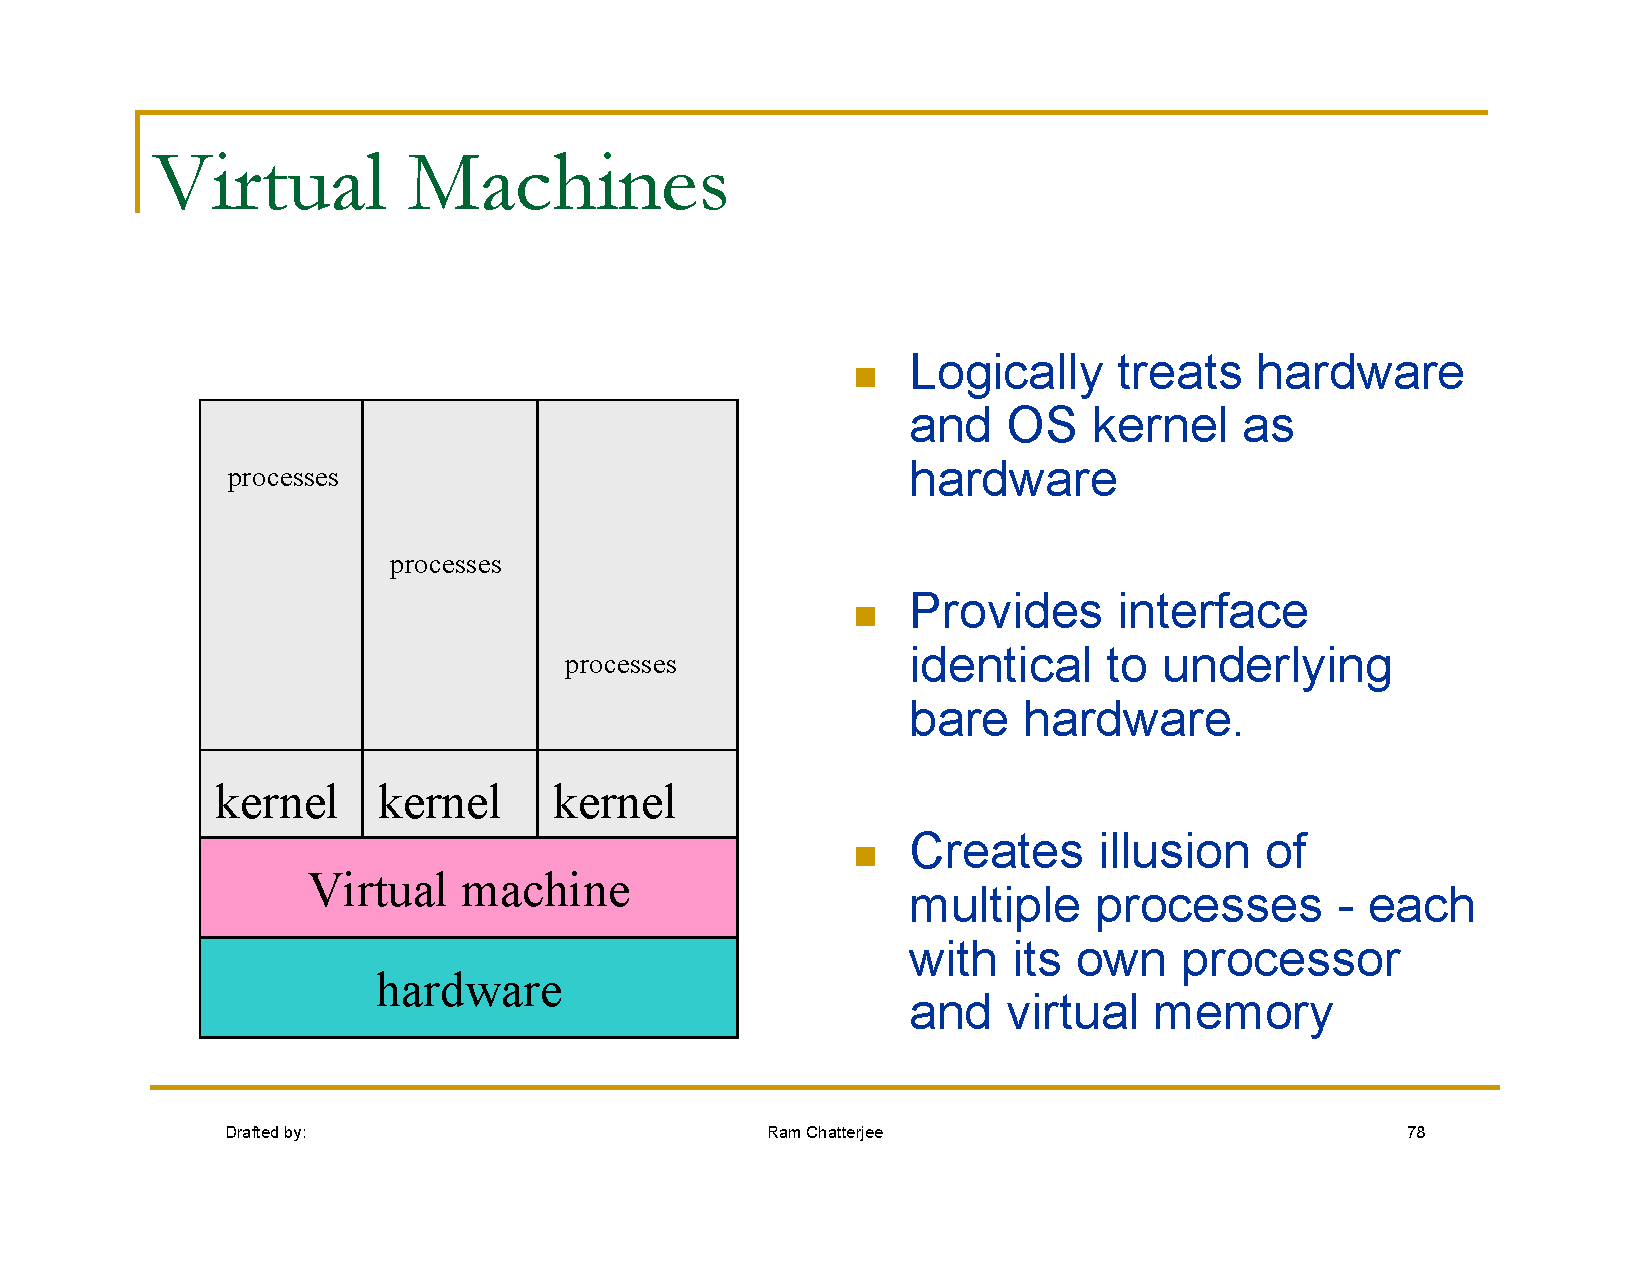 Virtual Machines
processes
processes
processes
kernel kernel kernel
Virtual machine
hardware
Logically treats hardware
and OS kernel as
hardware
Provides interface
identical to underlying
bare hardware.
Creates illusion of
multiple processes - each
with its own processor
and virtual memory
Drafted by: Ram Chatterjee 78